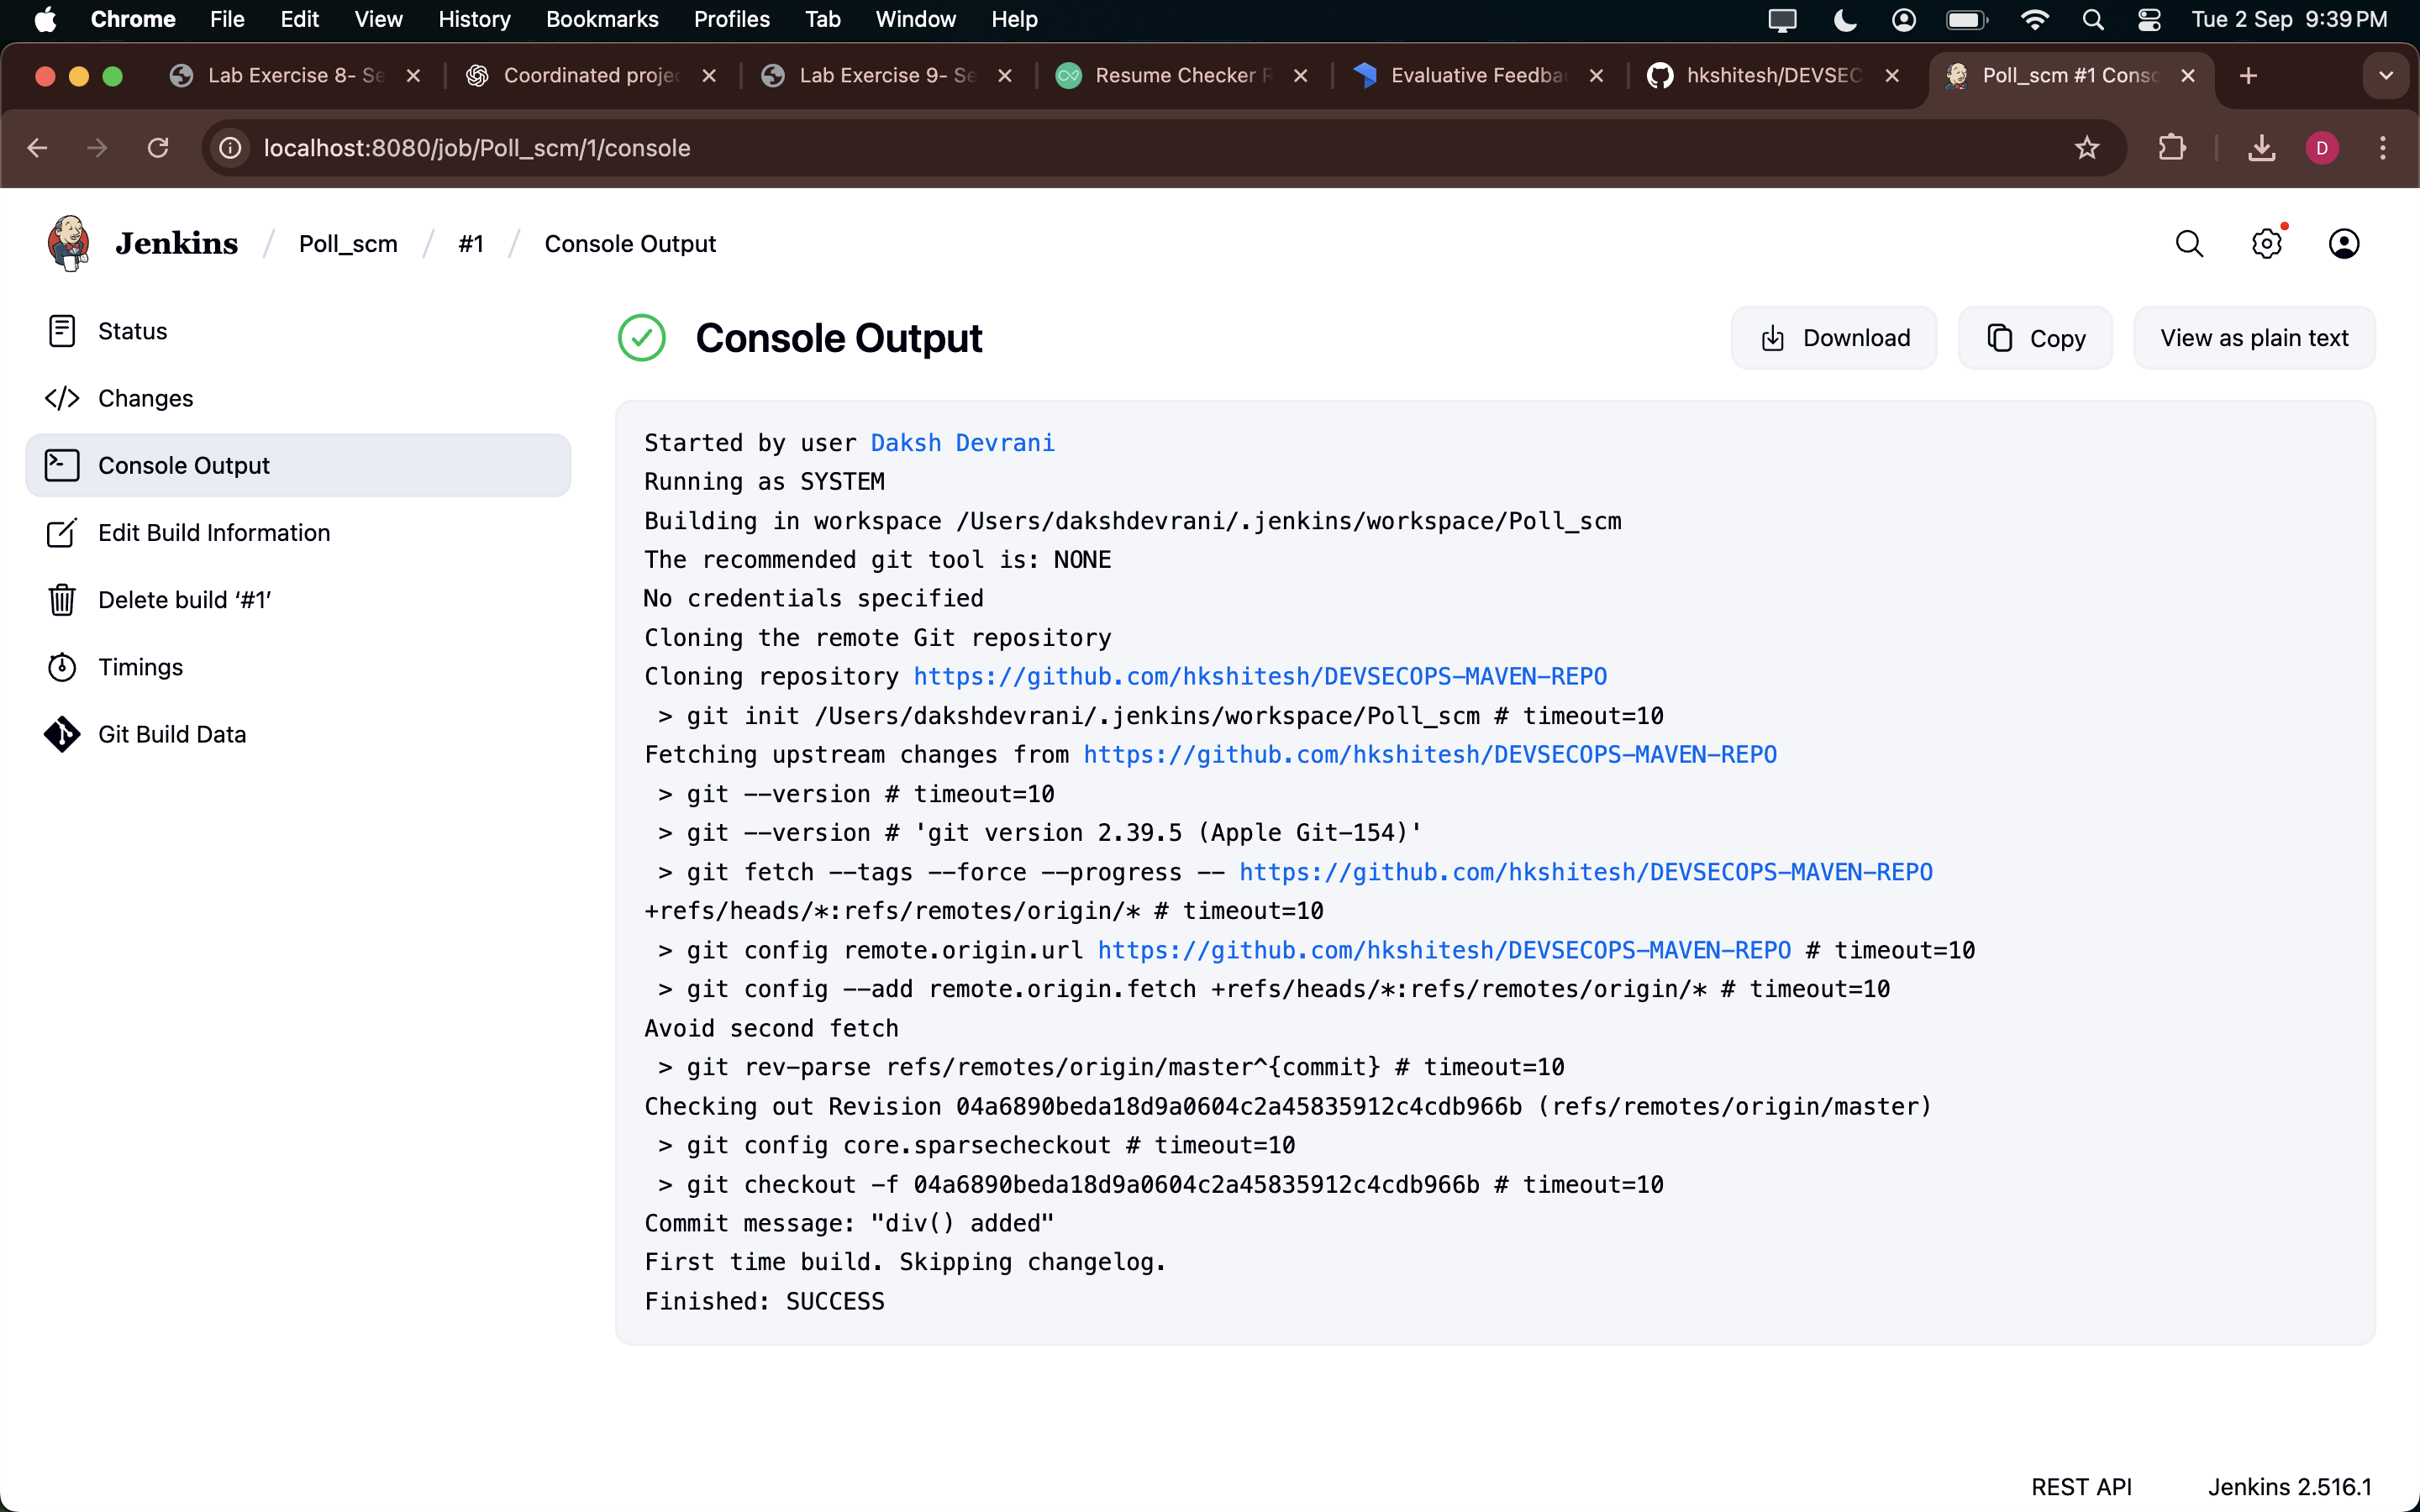 Chrome File Edit View History Bookmarks Profiles Tab Window Help Tue 2 Sep 9:39 PM
Lab Exercise 8- Se Coordinated projec Lab Exercise 9- Se Resume Checker R Evaluative Feedba hkshitesh/DEVSEC Poll_scm #1 Conso
localhost:8080/job/Poll_scm/1/console D
Jenkins / Poll_scm / #1 / Console Output
Status
Changes
Console Output
Edit Build Information
Delete build ‘#1’
Timings
Git Build Data
Console Output
Download Copy View as plain text
Started by user Daksh Devrani
Running as SYSTEM
Building in workspace /Users/dakshdevrani/.jenkins/workspace/Poll_scm
The recommended git tool is: NONE
No credentials specified
Cloning the remote Git repository
Cloning repository https://github.com/hkshitesh/DEVSECOPS-MAVEN-REPO
> git init /Users/dakshdevrani/.jenkins/workspace/Poll_scm # timeout=10
Fetching upstream changes from https://github.com/hkshitesh/DEVSECOPS-MAVEN-REPO
> git --version # timeout=10
> git --version # 'git version 2.39.5 (Apple Git-154)'
> git fetch --tags --force --progress -- https://github.com/hkshitesh/DEVSECOPS-MAVEN-REPO
+refs/heads/*:refs/remotes/origin/* # timeout=10
> git config remote.origin.url https://github.com/hkshitesh/DEVSECOPS-MAVEN-REPO # timeout=10
> git config --add remote.origin.fetch +refs/heads/*:refs/remotes/origin/* # timeout=10
Avoid second fetch
> git rev-parse refs/remotes/origin/master^{commit} # timeout=10
Checking out Revision 04a6890beda18d9a0604c2a45835912c4cdb966b (refs/remotes/origin/master)
> git config core.sparsecheckout # timeout=10
> git checkout -f 04a6890beda18d9a0604c2a45835912c4cdb966b # timeout=10
Commit message: "div() added"
First time build. Skipping changelog.
Finished: SUCCESS
REST API Jenkins 2.516.1